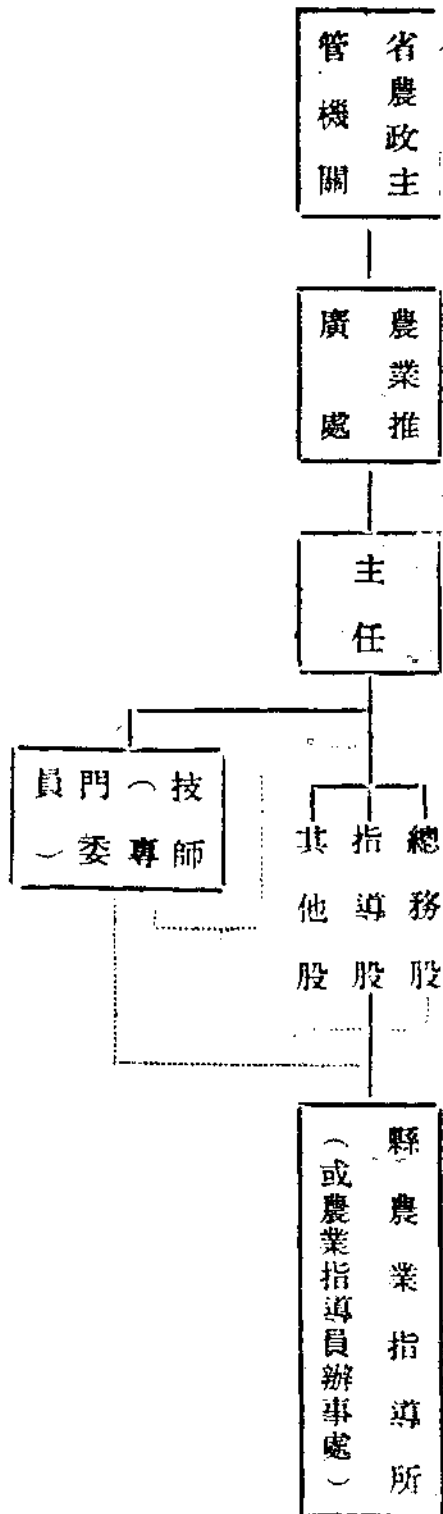 省農政主
管機關
農業推
廣處
主任
技師
（專
門委
員）
總務股
指導股
其他股
縣農業指導所
（或農業指導員辦事處）